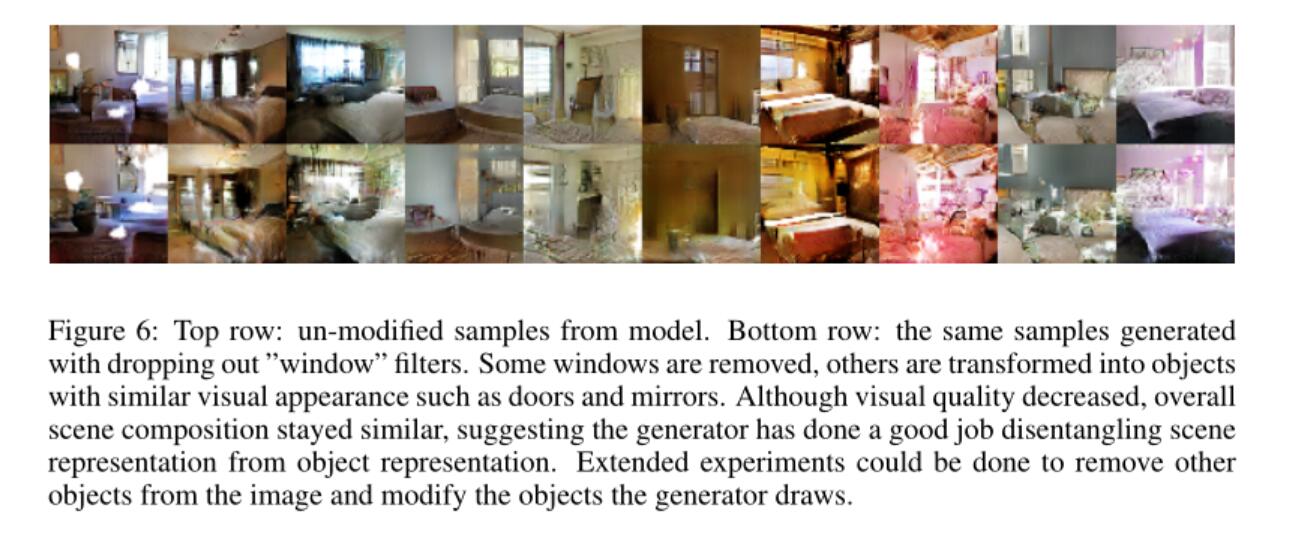 Figure 6: Top row: un-modified samples from model. Bottom row: the same samples generated
with dropping out ”window” filters. Some windows are removed, others are transformed into objects
with similar visual appearance such as doors and mirrors. Although visual quality decreased, overall
scene composition stayed similar, suggesting the generator has done a good job disentangling scene
representation from object representation. Extended experiments could be done to remove other
objects from the image and modify the objects the generator draws.